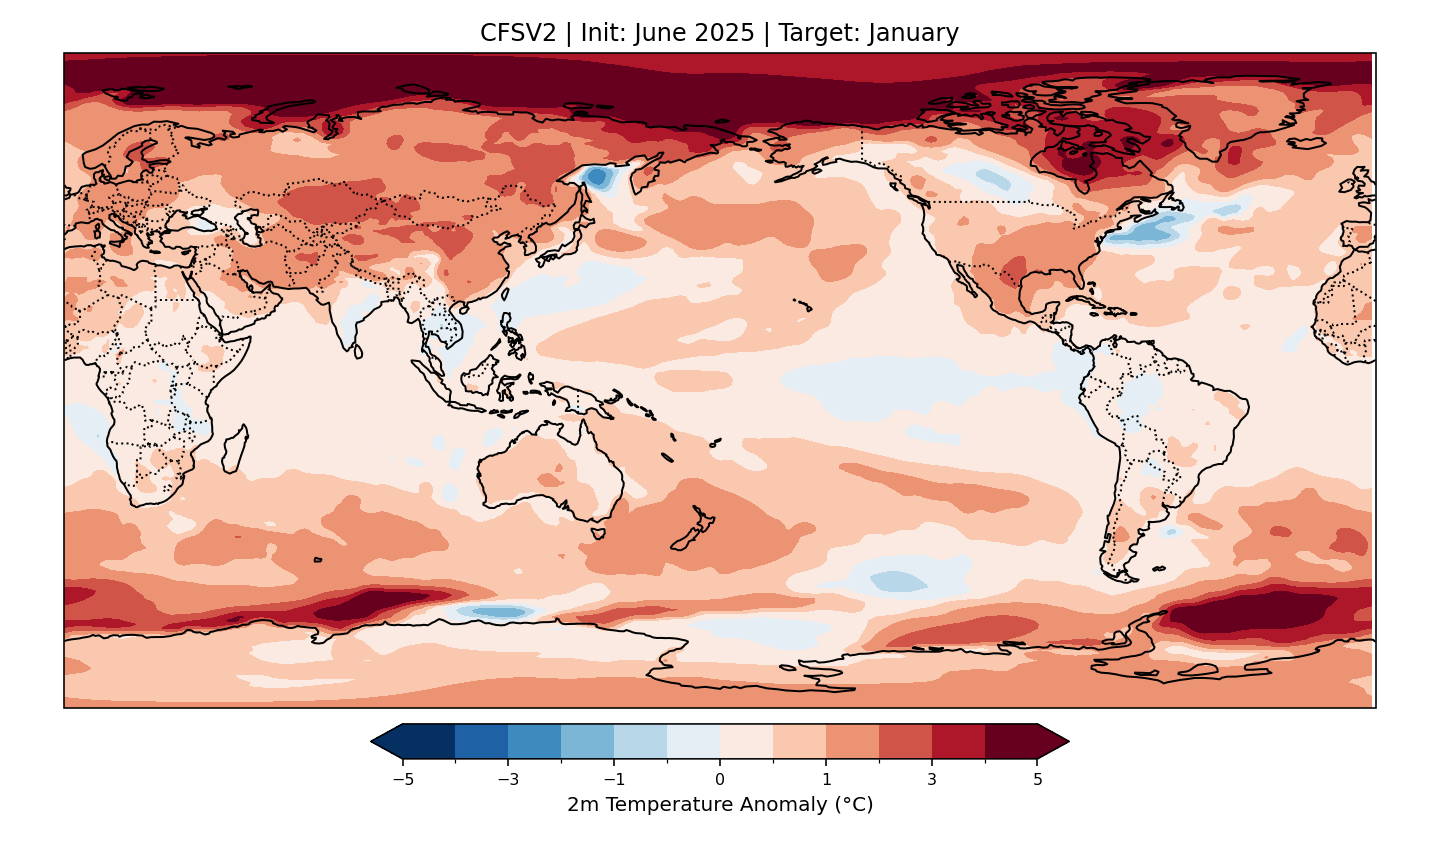 CFSV2 | Init: June 2025 | Target: January
−5 −3 −1 0 1 3 5
2m Temperature Anomaly (°C)